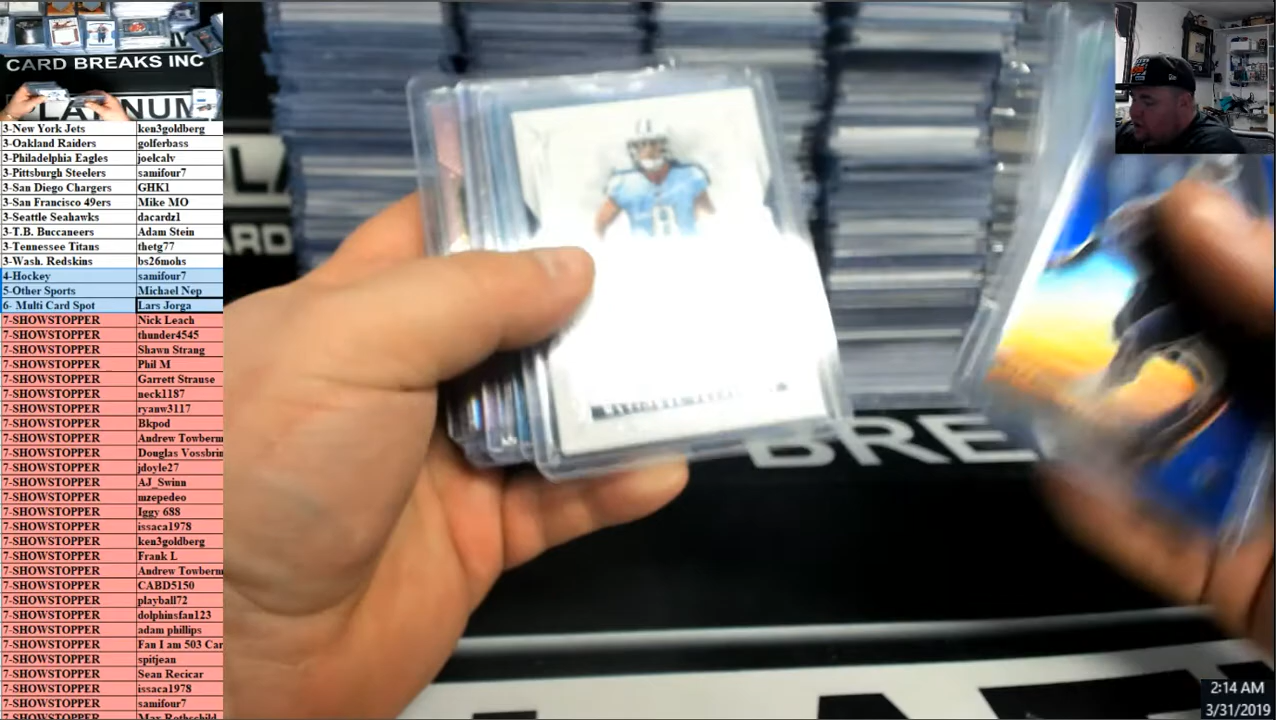 CARD BREAKS INC
PLATINUM
3-New York Jets ken3goldberg
3-Oakland Raiders golferbass
3-Philadelphia Eagles joelcalv
3-Pittsburgh Steelers samifour7
3-San Diego Chargers GHK1
3-San Francisco 49ers Mike MO
3-Seattle Seahawks dacardz1
3-T.B. Buccaneers Adam Stein
3-Tennessee Titans thetg77
3-Wash. Redskins bs26mohs
4-Hockey samifour7
5-Other Sports Michael Nep
6- Multi Card Spot Lars Jorga
7-SHOWSTOPPER Nick Leach
7-SHOWSTOPPER thunder4545
7-SHOWSTOPPER Shawn Strang
7-SHOWSTOPPER Phil M
7-SHOWSTOPPER Garrett Strause
7-SHOWSTOPPER neck1187
7-SHOWSTOPPER ryanw3117
7-SHOWSTOPPER Bkpod
7-SHOWSTOPPER Andrew Towberm
7-SHOWSTOPPER Douglas Vossbrin
7-SHOWSTOPPER jdoyle27
7-SHOWSTOPPER AJ_Swinn
7-SHOWSTOPPER mzepedeo
7-SHOWSTOPPER Iggy 688
7-SHOWSTOPPER issaca1978
7-SHOWSTOPPER ken3goldberg
7-SHOWSTOPPER Frank L
7-SHOWSTOPPER Andrew Towberm
7-SHOWSTOPPER CABD5150
7-SHOWSTOPPER playball72
7-SHOWSTOPPER dolphinsfan123
7-SHOWSTOPPER adam phillips
7-SHOWSTOPPER Fan I am 503 Car
7-SHOWSTOPPER spitjean
7-SHOWSTOPPER Sean Recicar
7-SHOWSTOPPER issaca1978
7-SHOWSTOPPER samifour7
7-SHOWSTOPPER Max Rothschild
8
BRE
ARD
2:14 AM
3/31/2019